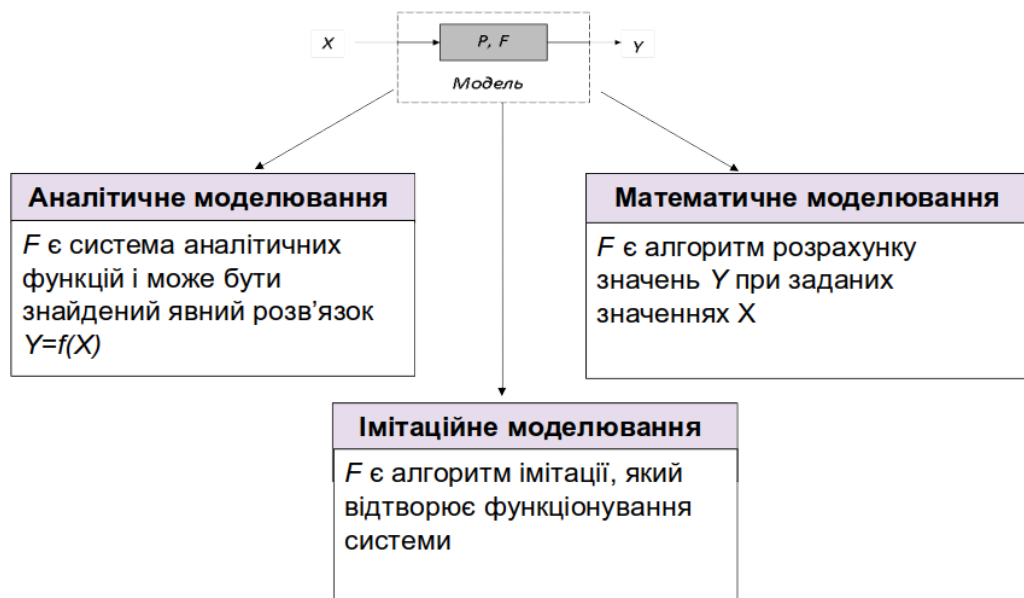 X
P, F
Y
Модель
Аналітичне моделювання
F є система аналітичних
функцій і може бути
знайдений явний розв’язок
Y=f(X)
Математичне моделювання
F є алгоритм розрахунку
значень Y при заданих
значеннях X
Імітаційне моделювання
F є алгоритм імітації, який
відтворює функціонування
системи